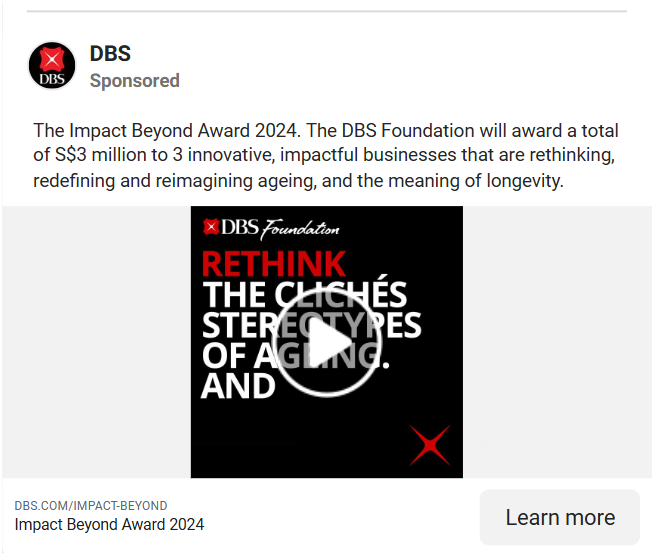 DBS
DBS
Sponsored
The Impact Beyond Award 2024. The DBS Foundation will award a total
of S$3 million to 3 innovative, impactful businesses that are rethinking,
redefining and reimagining ageing, and the meaning of longevity.
DBS Foundation
RETHINK
THE CLICHÉS
STEREOTYPES
OF AGEING.
AND
DBS.COM/IMPACT-BEYOND
Impact Beyond Award 2024
Learn more